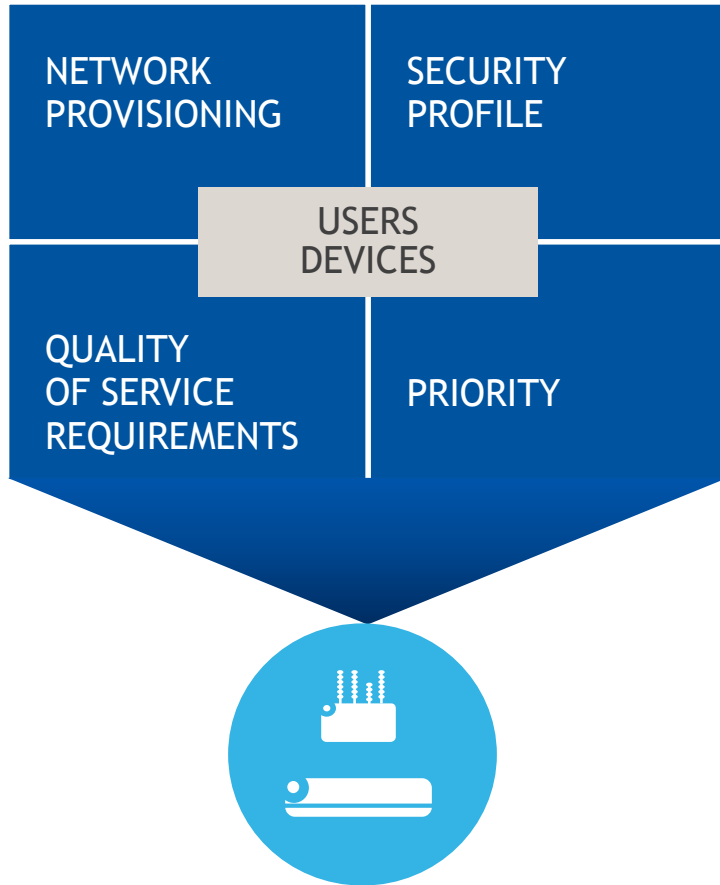 NETWORK
PROVISIONING
SECURITY
PROFILE
USERS
DEVICES
QUALITY
OF SERVICE
REQUIREMENTS
PRIORITY